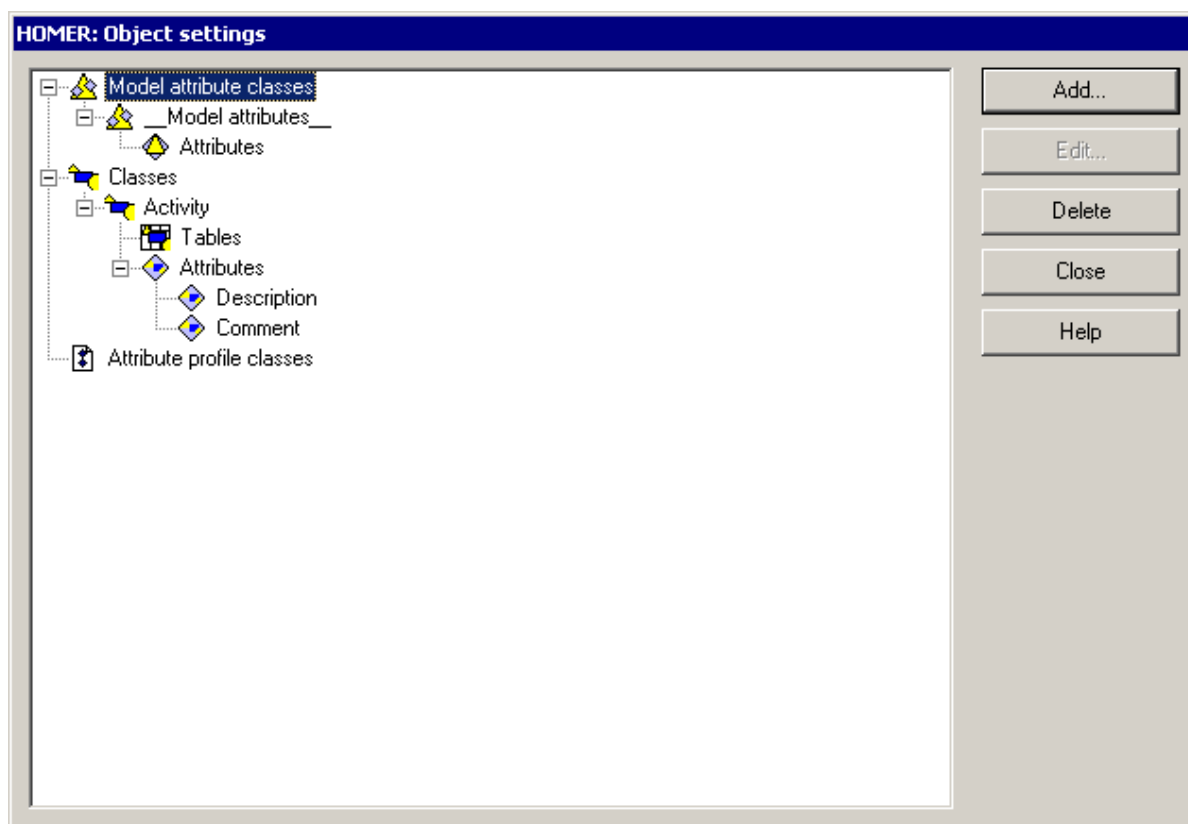 HOMER: Object settings
Model attribute classes
__Model attributes__
Attributes
Classes
Activity
Tables
Attributes
Description
Comment
Attribute profile classes
Add...
Edit...
Delete
Close
Help